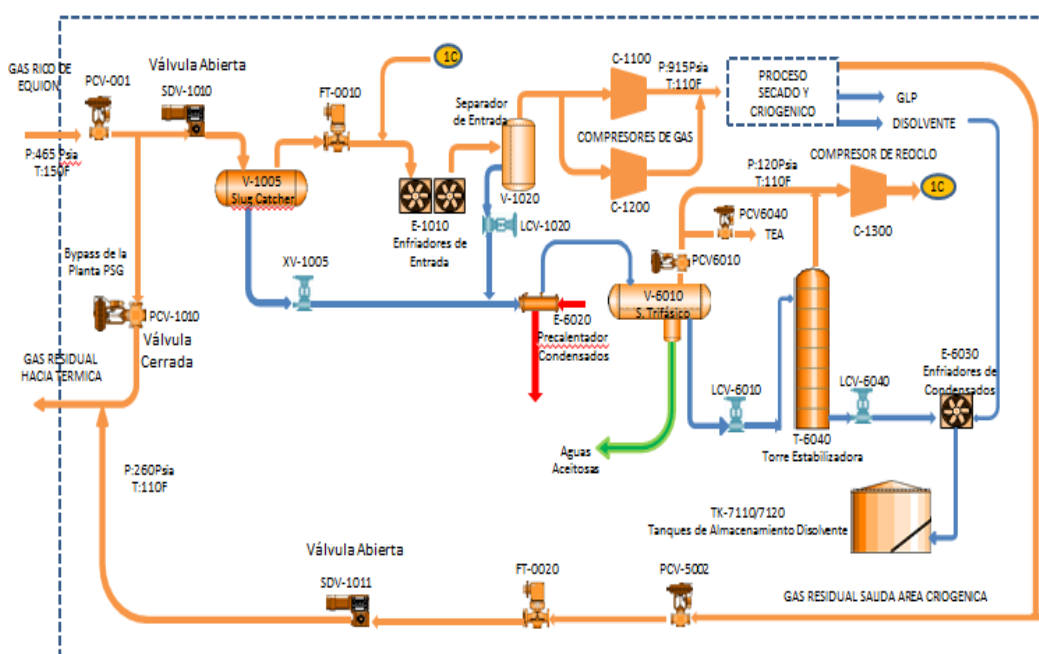 GAS RICO DE
EQUION
PCV-001
Válvula Abierta
SDV-1010
P:465 Psia
T:150F
FT-0010
1C
Separador
de Entrada
C-1100
P:915Psia
T:110F
PROCESO
SECADO Y
CRIOGENICO
GLP
DISOLVENTE
COMPRESORES DE GAS
C-1200
V-1005
Slug Catcher
E-1010
Enfriadores de
Entrada
V-1020
LCV-1020
P:120Psia
T:110F
COMPRESOR DE RECICLO
1C
C-1300
PCV6040
TEA
PCV6010
Bypass de la
Planta PSG
XV-1005
PCV-1010
Válvula
Cerrada
E-6020
Precalentador
Condensados
V-6010
S. Trifásico
GAS RESIDUAL
HACIA TERMICA
LCV-6010
LCV-6040
E-6030
Enfriadores de
Condensados
T-6040
Torre Estabilizadora
Aguas
Aceitosas
P:260Psia
T:110F
TK-7110/7120
Tanques de Almacenamiento Disolvente
Válvula Abierta
SDV-1011
FT-0020
PCV-5002
GAS RESIDUAL SALIDA AREA CRIOGENICA